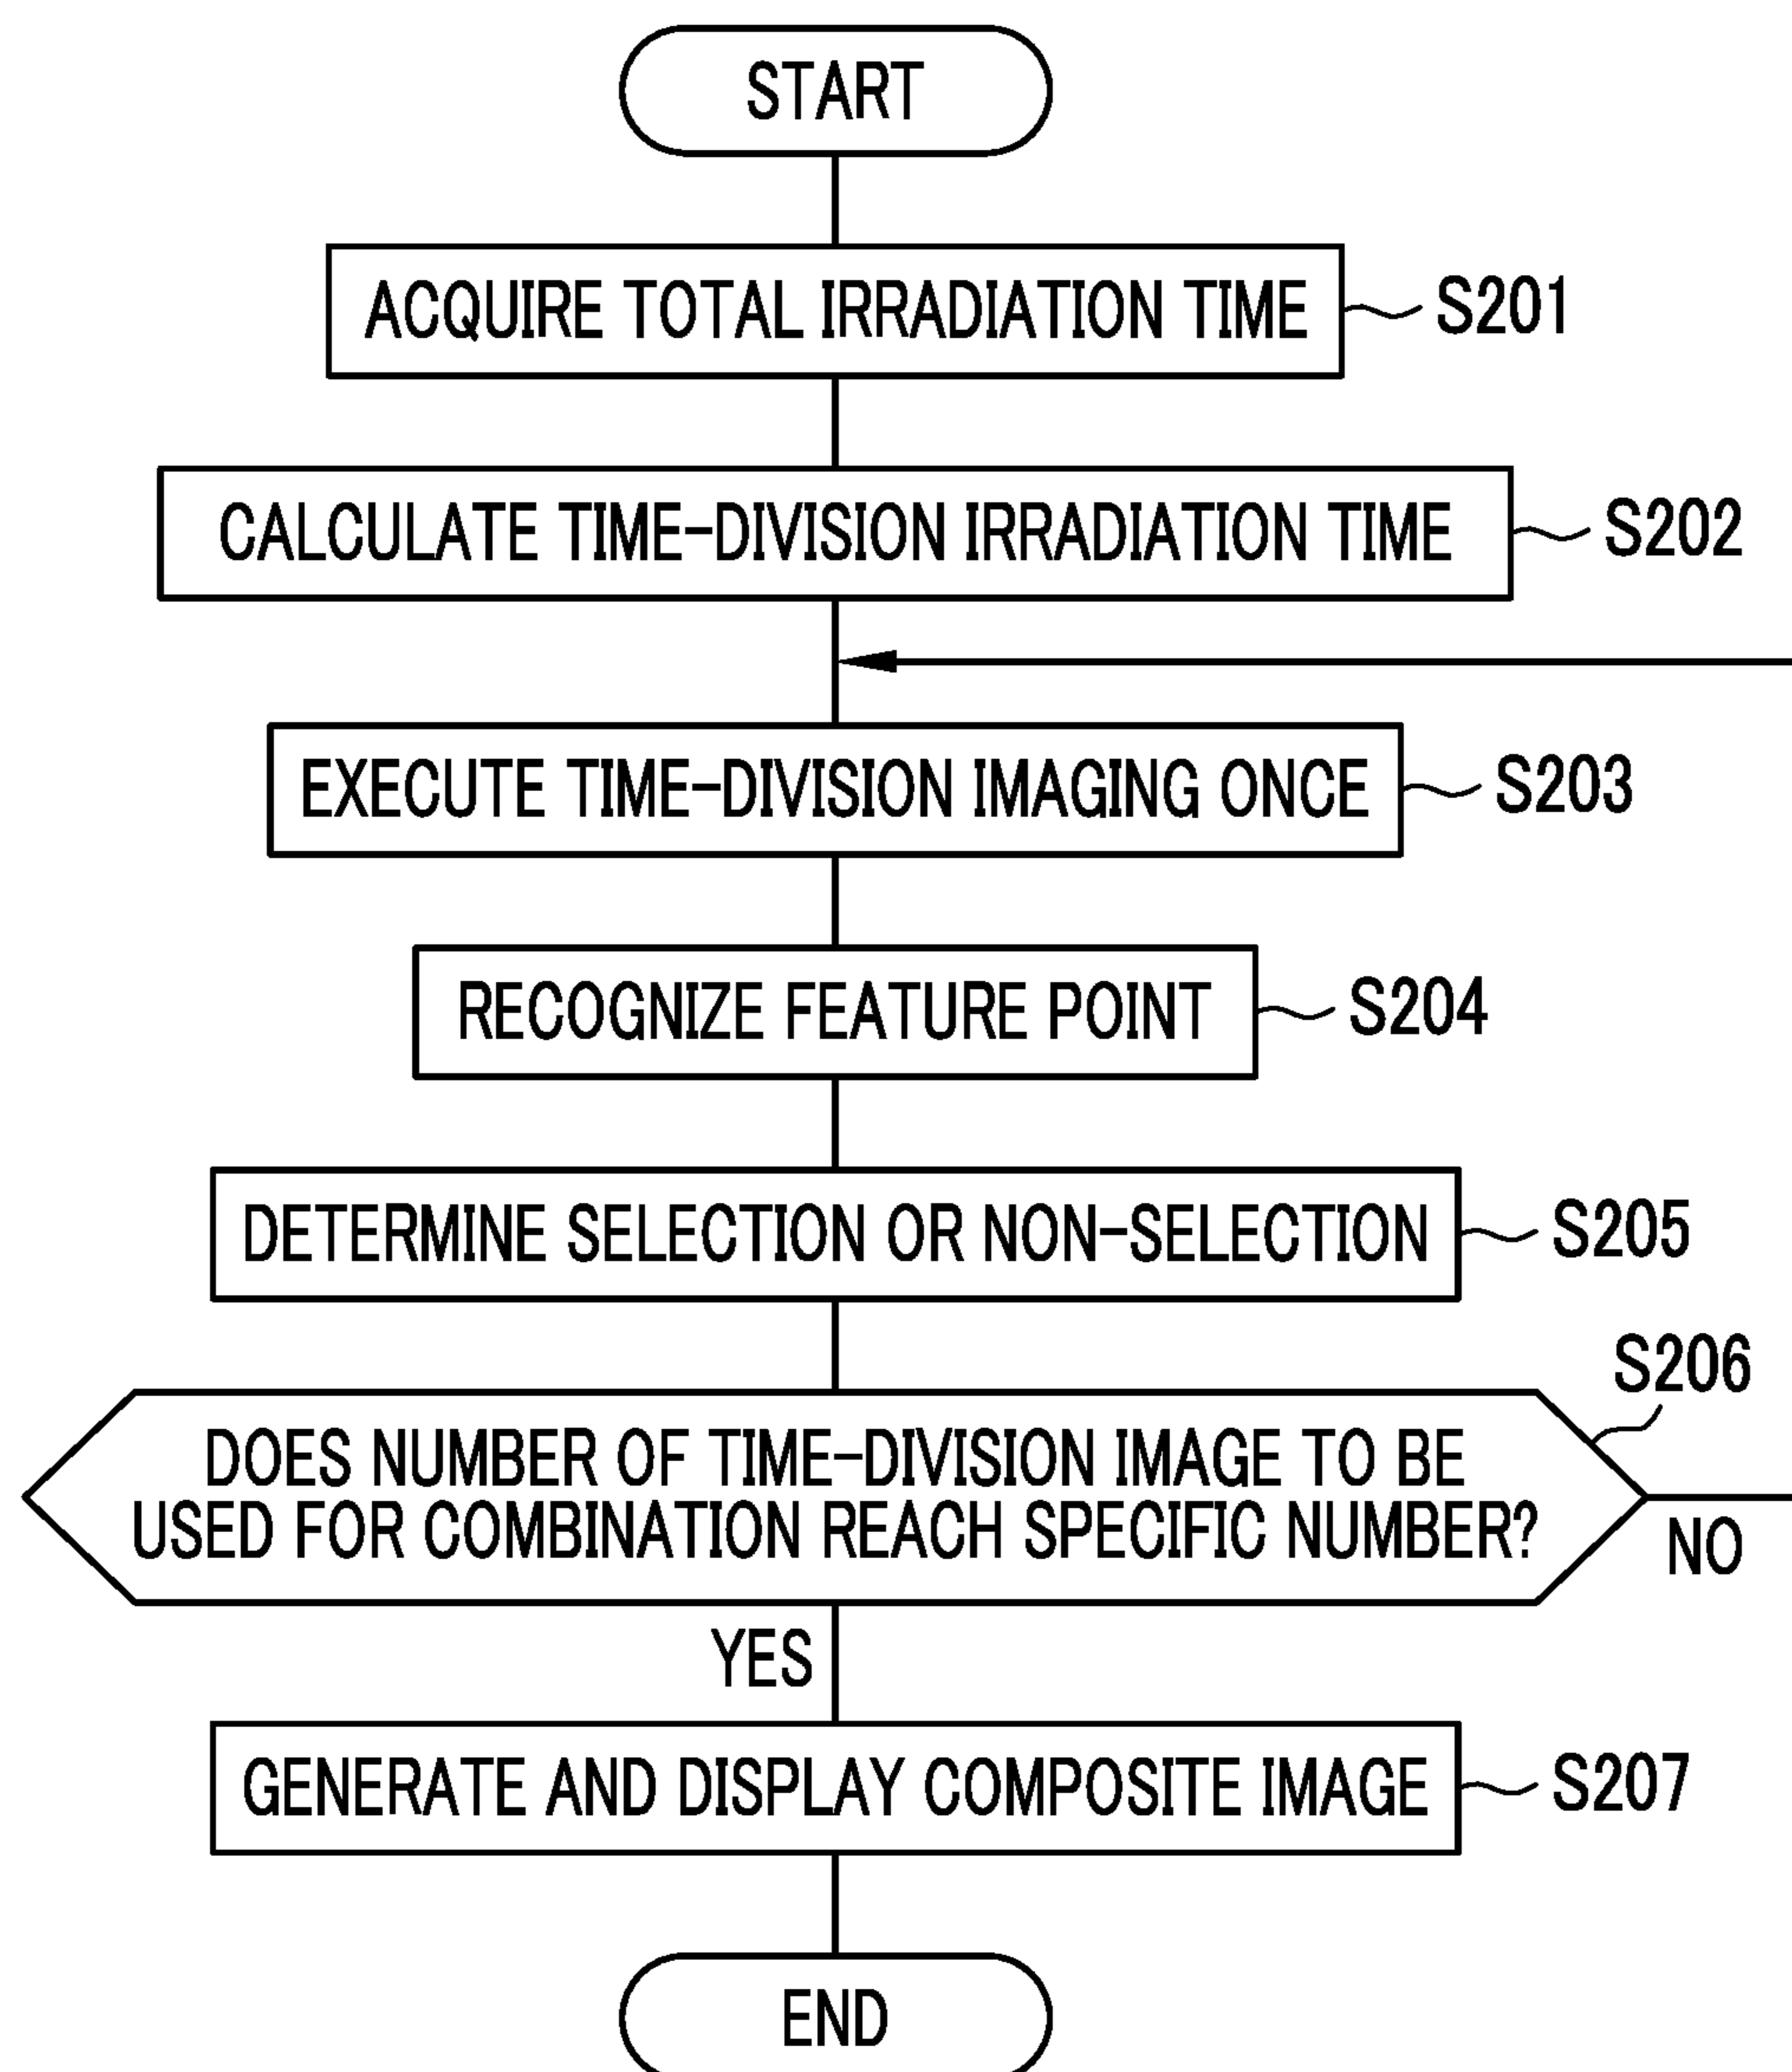 START
ACQUIRE TOTAL IRRADIATION TIME
S201
CALCULATE TIME-DIVISION IRRADIATION TIME
S202
EXECUTE TIME-DIVISION IMAGING ONCE
S203
RECOGNIZE FEATURE POINT
S204
DETERMINE SELECTION OR NON-SELECTION
S205
S206
DOES NUMBER OF TIME-DIVISION IMAGE TO BE
USED FOR COMBINATION REACH SPECIFIC NUMBER?
NO
YES
GENERATE AND DISPLAY COMPOSITE IMAGE
S207
END